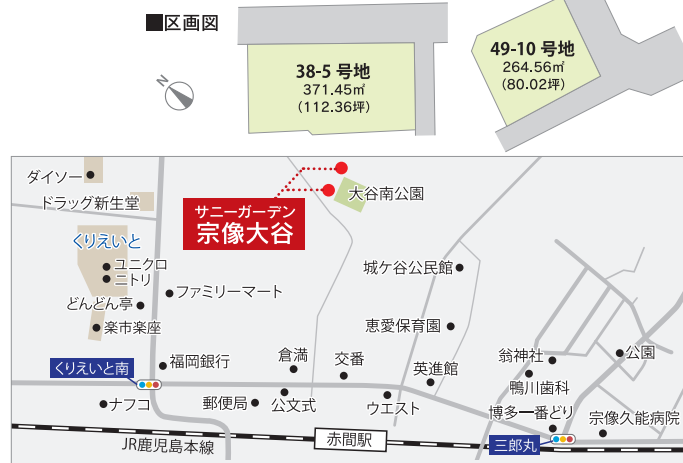 ■区画図
N
38-5 号地
371.45㎡
(112.36坪)
49-10 号地
264.56㎡
(80.02坪)
ダイソー
ドラッグ新生堂
くりえいと
ユニクロ
ニトリ
どんどん亭
楽市楽座
ファミリーマート
サニーガーデン
宗像大谷
大谷南公園
城ケ谷公民館
恵愛保育園
くりえいと南
福岡銀行
倉満
交番
英進館
翁神社
公園
鴨川歯科
ナフコ
郵便局
公文式
ウエスト
博多一番どり
宗像久能病院
三郎丸
JR鹿児島本線
赤間駅